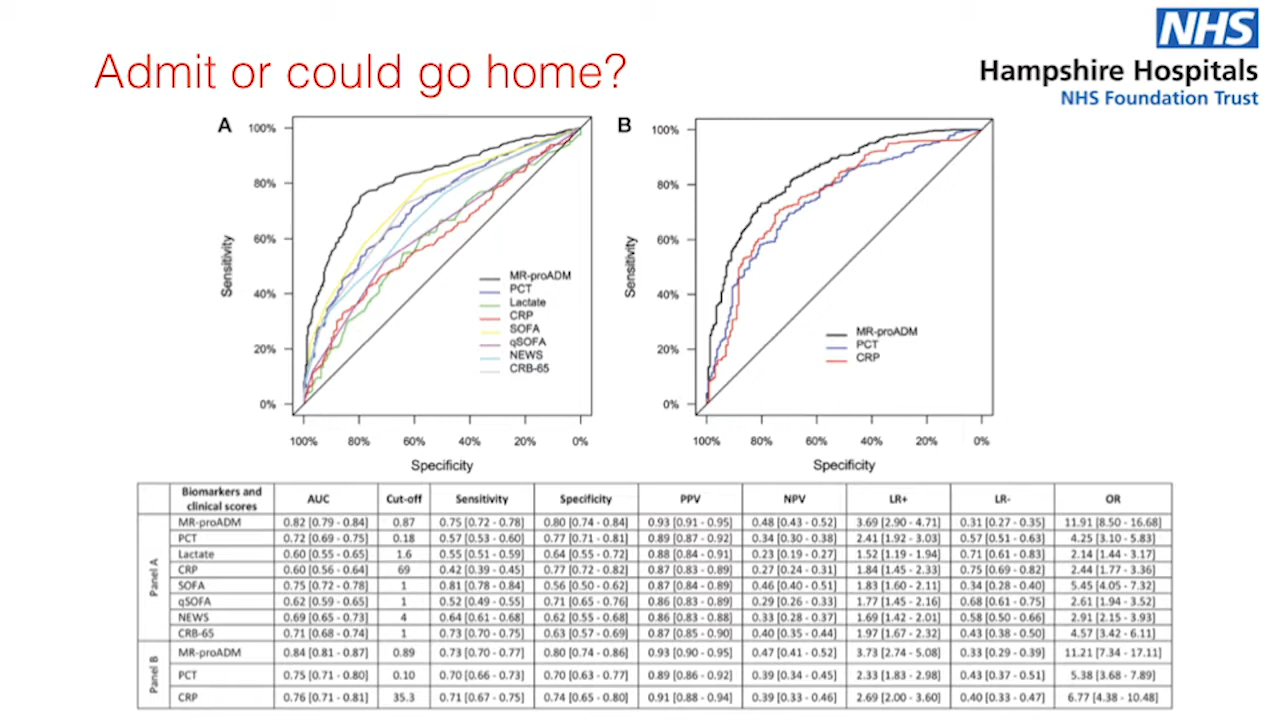 NHS
Hampshire Hospitals
NHS Foundation Trust
Admit or could go home?
A
100%
80%
60%
40%
20%
0%
Sensitivity
MR-proADM
PCT
Lactate
CRP
SOFA
qSOFA
NEWS
CRB-65
100% 80% 60% 40% 20% 0%
Specificity
B
100%
80%
60%
40%
20%
0%
Sensitivity
MR-proADM
PCT
CRP
100% 80% 60% 40% 20% 0%
Specificity
Biomarkers and clinical scores AUC Cut-off Sensitivity Specificity PPV NPV LR+ LR- OR
Panel A
MR-proADM 0.82 [0.79 - 0.84] 0.87 0.75 [0.72 - 0.78] 0.80 [0.74 - 0.84] 0.93 [0.91 - 0.95] 0.48 [0.43 - 0.52] 3.69 [2.90 - 4.71] 0.31 [0.27 - 0.35] 11.91 [8.50 - 16.68]
PCT 0.72 [0.69 - 0.75] 0.18 0.57 [0.53 - 0.60] 0.77 [0.71 - 0.81] 0.89 [0.87 - 0.92] 0.34 [0.30 - 0.38] 2.41 [1.92 - 3.03] 0.57 [0.51 - 0.63] 4.25 [3.10 - 5.83]
Lactate 0.60 [0.55 - 0.65] 1.6 0.55 [0.51 - 0.59] 0.64 [0.55 - 0.72] 0.88 [0.84 - 0.91] 0.23 [0.19 - 0.27] 1.52 [1.19 - 1.94] 0.71 [0.61 - 0.83] 2.14 [1.44 - 3.17]
CRP 0.60 [0.56 - 0.64] 69 0.42 [0.39 - 0.45] 0.77 [0.72 - 0.82] 0.87 [0.83 - 0.89] 0.27 [0.24 - 0.31] 1.84 [1.45 - 2.33] 0.75 [0.69 - 0.82] 2.44 [1.77 - 3.36]
SOFA 0.75 [0.72 - 0.78] 1 0.81 [0.78 - 0.84] 0.56 [0.50 - 0.62] 0.87 [0.84 - 0.89] 0.46 [0.40 - 0.51] 1.83 [1.60 - 2.11] 0.34 [0.28 - 0.40] 5.45 [4.05 - 7.32]
qSOFA 0.62 [0.59 - 0.65] 1 0.52 [0.49 - 0.55] 0.71 [0.65 - 0.76] 0.86 [0.83 - 0.89] 0.29 [0.26 - 0.33] 1.77 [1.45 - 2.16] 0.68 [0.61 - 0.75] 2.61 [1.94 - 3.52]
NEWS 0.69 [0.65 - 0.73] 4 0.64 [0.61 - 0.68] 0.62 [0.55 - 0.68] 0.86 [0.83 - 0.88] 0.33 [0.28 - 0.37] 1.69 [1.42 - 2.01] 0.58 [0.50 - 0.66] 2.91 [2.15 - 3.93]
CRB-65 0.71 [0.68 - 0.74] 1 0.73 [0.70 - 0.75] 0.63 [0.57 - 0.69] 0.87 [0.85 - 0.90] 0.40 [0.35 - 0.44] 1.97 [1.67 - 2.32] 0.43 [0.38 - 0.50] 4.57 [3.42 - 6.11]
Panel B
MR-proADM 0.84 [0.81 - 0.87] 0.89 0.73 [0.70 - 0.77] 0.80 [0.74 - 0.86] 0.93 [0.90 - 0.95] 0.47 [0.41 - 0.52] 3.73 [2.74 - 5.08] 0.33 [0.29 - 0.39] 11.21 [7.34 - 17.11]
PCT 0.75 [0.71 - 0.80] 0.10 0.70 [0.66 - 0.73] 0.70 [0.63 - 0.77] 0.89 [0.86 - 0.92] 0.39 [0.34 - 0.45] 2.33 [1.83 - 2.98] 0.43 [0.37 - 0.51] 5.38 [3.68 - 7.89]
CRP 0.76 [0.71 - 0.81] 35.3 0.71 [0.67 - 0.75] 0.74 [0.65 - 0.80] 0.91 [0.88 - 0.94] 0.39 [0.33 - 0.46] 2.69 [2.00 - 3.60] 0.40 [0.33 - 0.47] 6.77 [4.38 - 10.48]